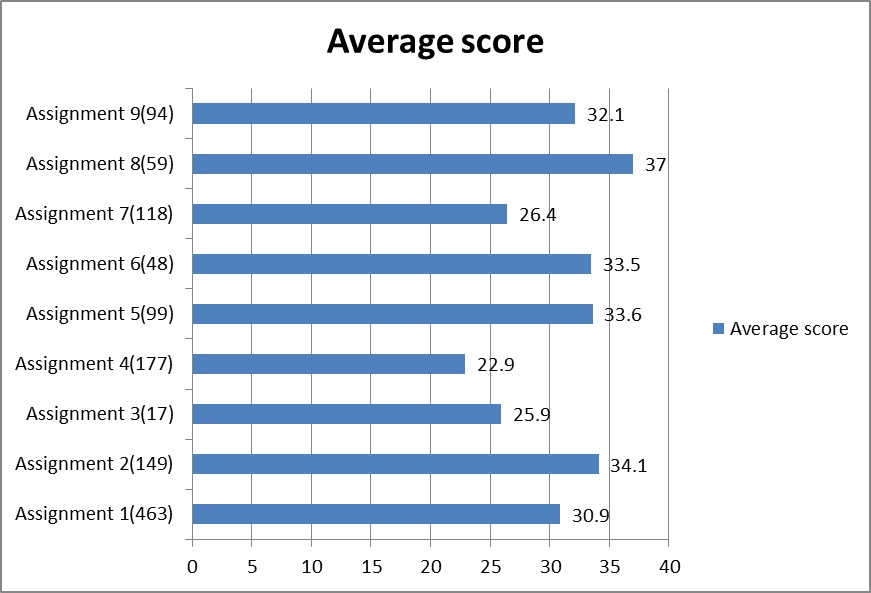 Average score
Assignment 9(94) 32.1
Assignment 8(59) 37
Assignment 7(118) 26.4
Assignment 6(48) 33.5
Assignment 5(99) 33.6
Average score
Assignment 4(177) 22.9
Assignment 3(17) 25.9
Assignment 2(149) 34.1
Assignment 1(463) 30.9
0 5 10 15 20 25 30 35 40